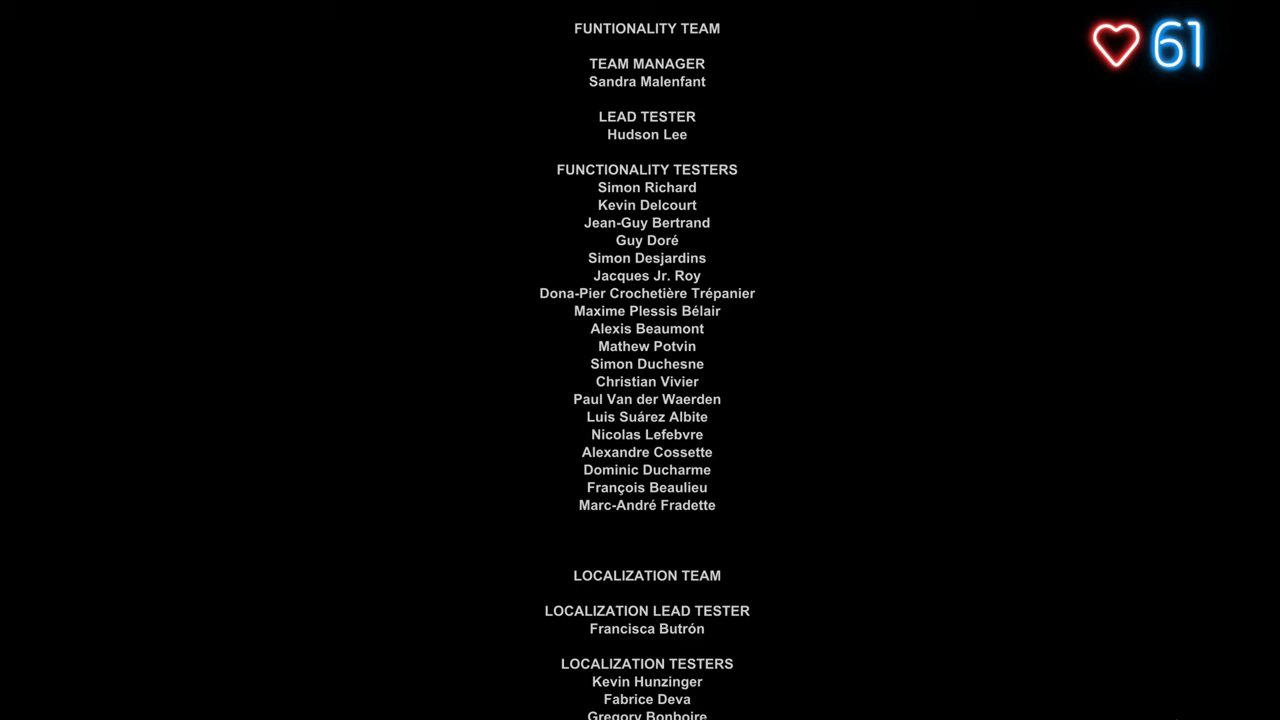 61
FUNTIONALITY TEAM
TEAM MANAGER
Sandra Malenfant
LEAD TESTER
Hudson Lee
FUNCTIONALITY TESTERS
Simon Richard
Kevin Delcourt
Jean-Guy Bertrand
Guy Doré
Simon Desjardins
Jacques Jr. Roy
Dona-Pier Crochetière Trépanier
Maxime Plessis Bélair
Alexis Beaumont
Mathew Potvin
Simon Duchesne
Christian Vivier
Paul Van der Waerden
Luis Suárez Albite
Nicolas Lefebvre
Alexandre Cossette
Dominic Ducharme
François Beaulieu
Marc-André Fradette
LOCALIZATION TEAM
LOCALIZATION LEAD TESTER
Francisca Butrón
LOCALIZATION TESTERS
Kevin Hunzinger
Fabrice Deva
Gregory Bonboire